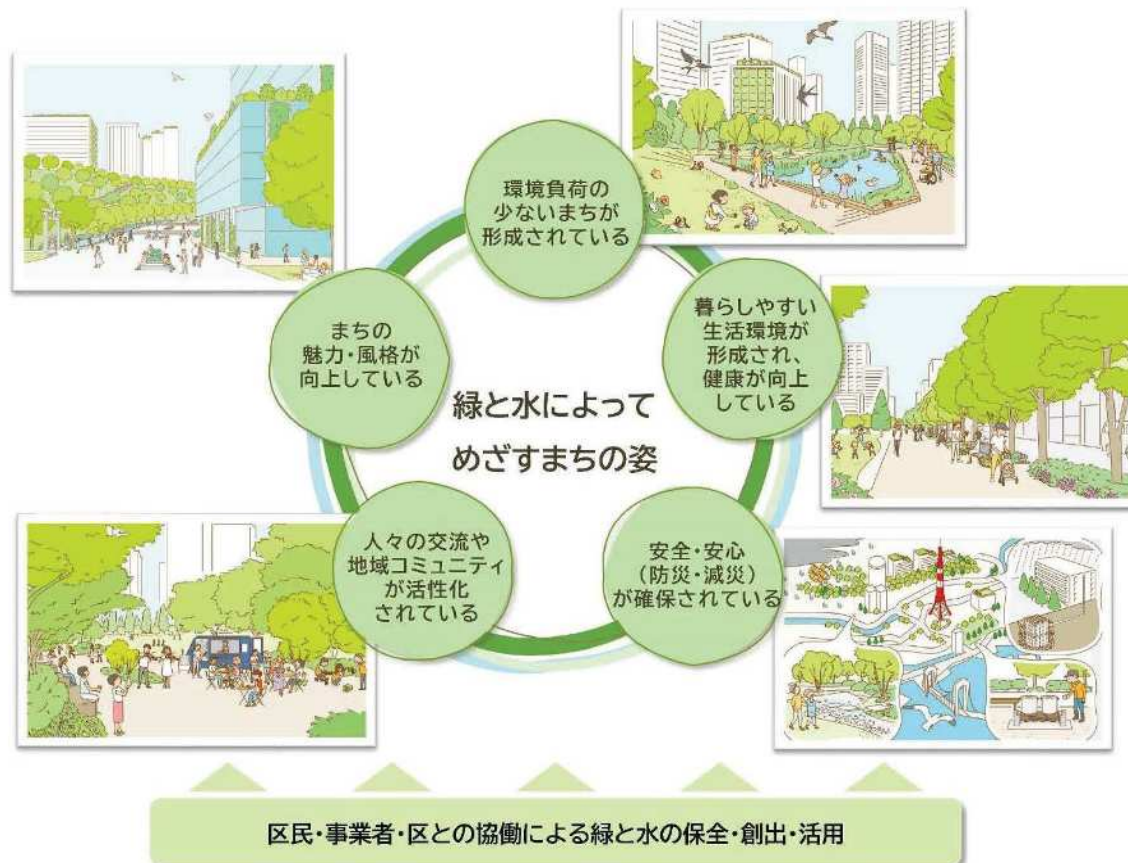 環境負荷の
少ないまちが
形成されている
暮らしやすい
生活環境が
形成され、
健康が向上
している
まちの
魅力・風格が
向上している
緑と水によって
めざすまちの姿
人々の交流や
地域コミュニティ
が活性化
されている
安全・安心
（防災・減災）
が確保されている
区民・事業者・区との協働による緑と水の保全・創出・活用